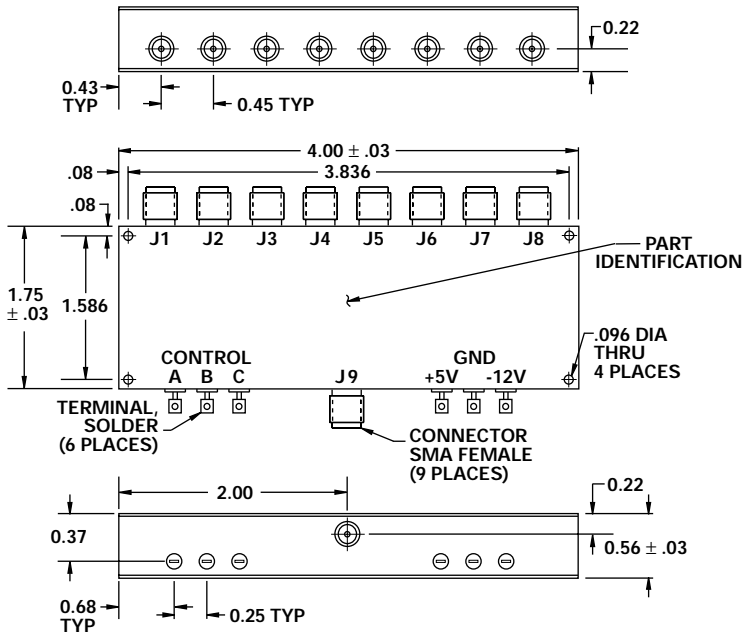 0.22
0.43
TYP
0.45 TYP
4.00 ± .03
.08
3.836
.08
J1 J2 J3 J4 J5 J6 J7 J8
PART
IDENTIFICATION
1.75
± .03
1.586
.096 DIA
THRU
4 PLACES
CONTROL
A B C
J9
GND
+5V -12V
TERMINAL,
SOLDER
(6 PLACES)
CONNECTOR
SMA FEMALE
(9 PLACES)
2.00
0.22
0.37
0.56 ± .03
0.68
TYP
0.25 TYP